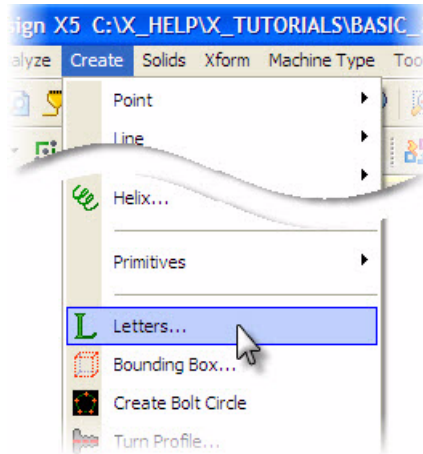 sign X5 C:\X_HELP\X_TUTORIALS\BASIC_
alyze Create Solids Xform Machine Type Too
Point
Line
Helix...
Primitives
L Letters...
Bounding Box...
Create Bolt Circle
Turn Profile...